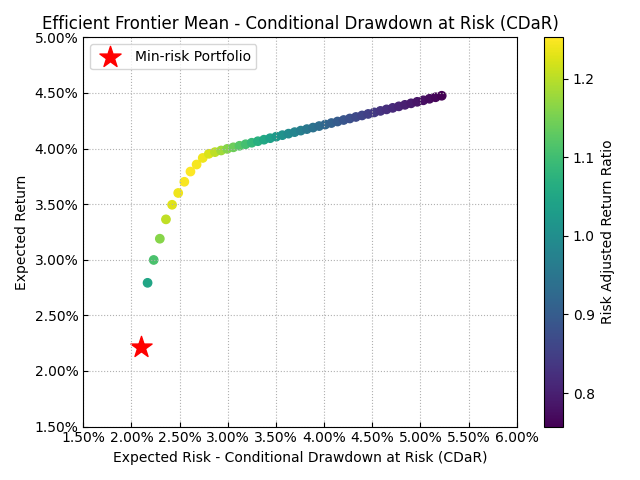 Efficient Frontier Mean - Conditional Drawdown at Risk (CDaR)
Min-risk Portfolio
5.00%
4.50%
4.00%
3.50%
3.00%
2.50%
2.00%
1.50%
Expected Return
1.50% 2.00% 2.50% 3.00% 3.50% 4.00% 4.50% 5.00% 5.50% 6.00%
Expected Risk - Conditional Drawdown at Risk (CDaR)
1.2
1.1
1.0
0.9
0.8
Risk Adjusted Return Ratio